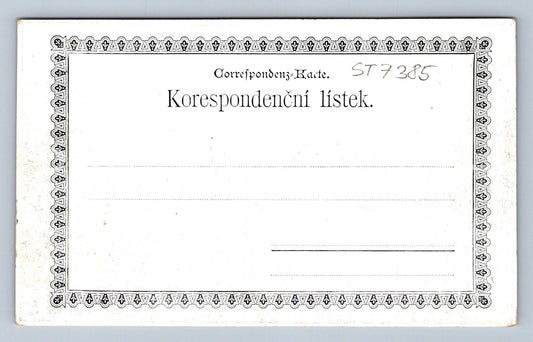 Correspondenz-Karte. ST 7385
Korespondenční lístek.